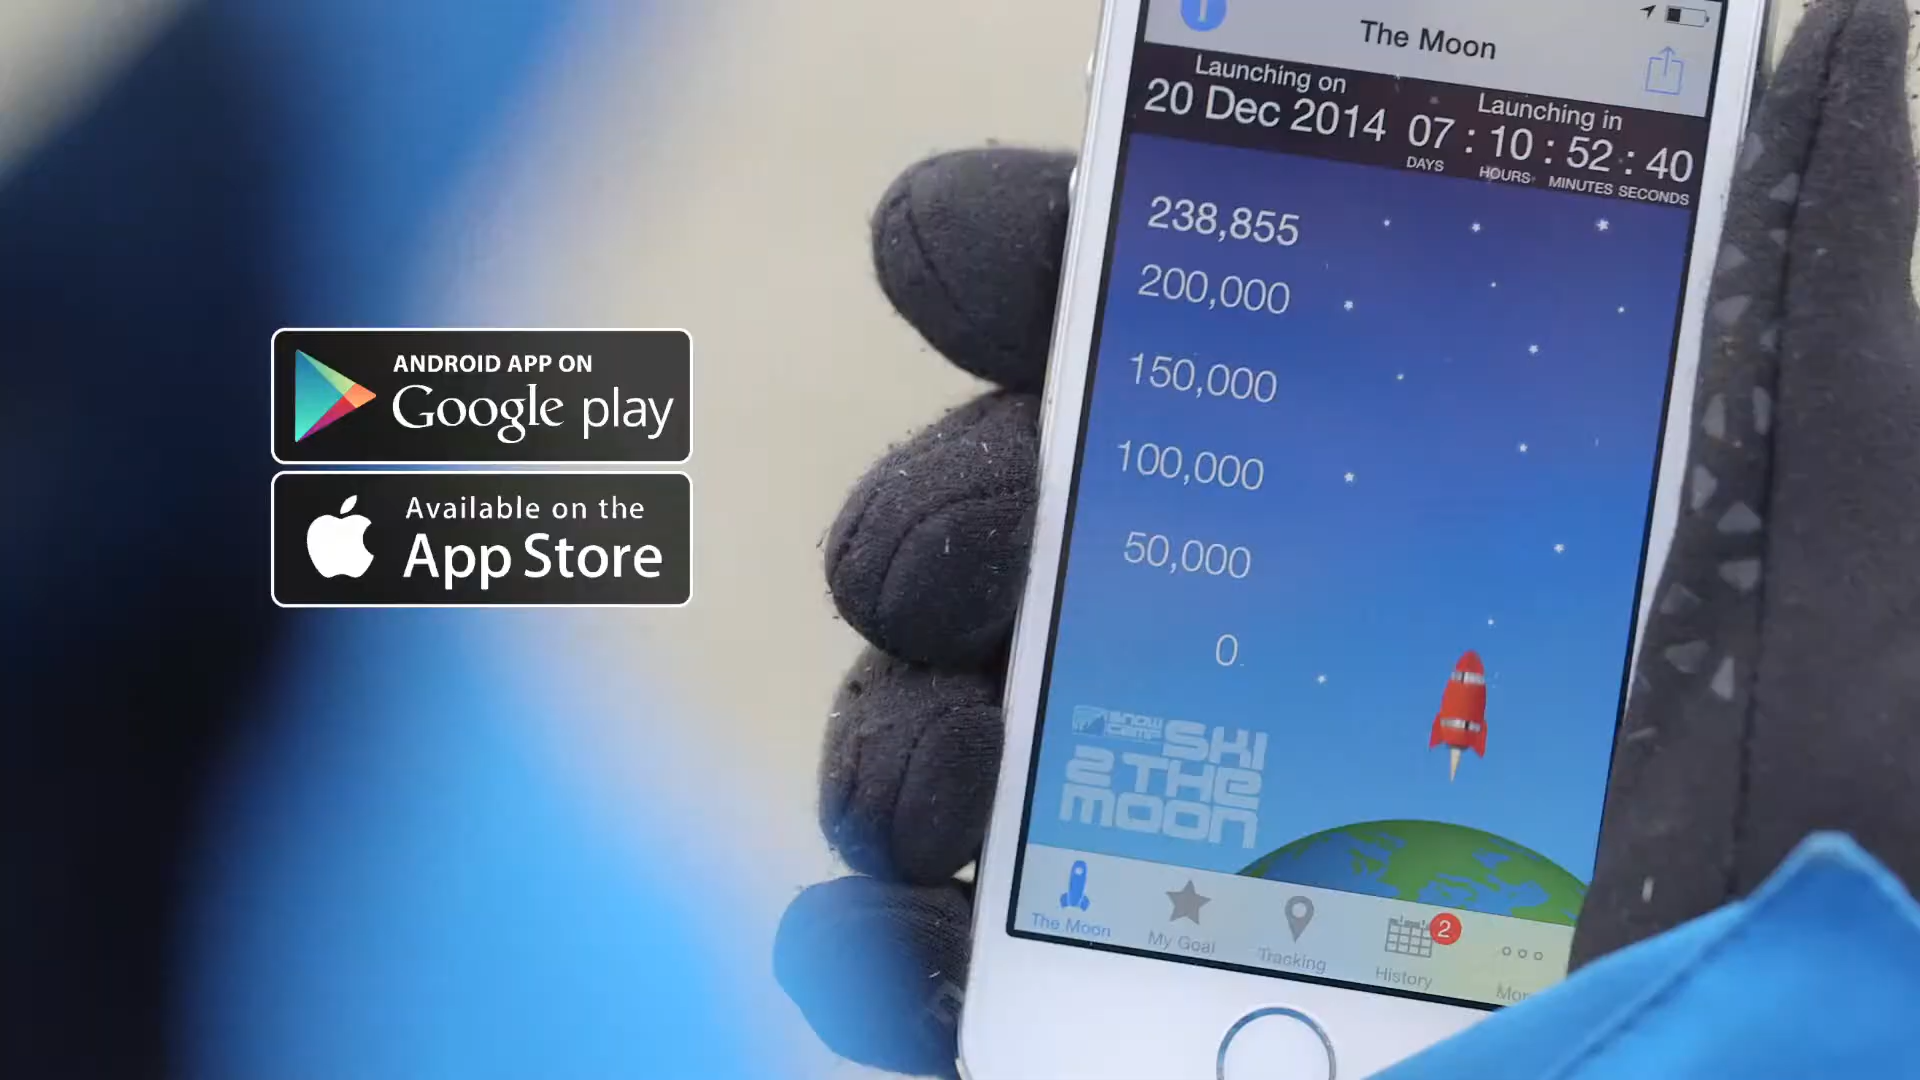 ANDROID APP ON
Google play
Available on the
App Store
The Moon
Launching on
20 Dec 2014
Launching in
07 : 10 : 52 : 40
DAYS HOURS MINUTES SECONDS
238,855
200,000
150,000
100,000
50,000
0
snow
camp
SKI
2 THE
MOON
The Moon
My Goal
Tracking
2
History